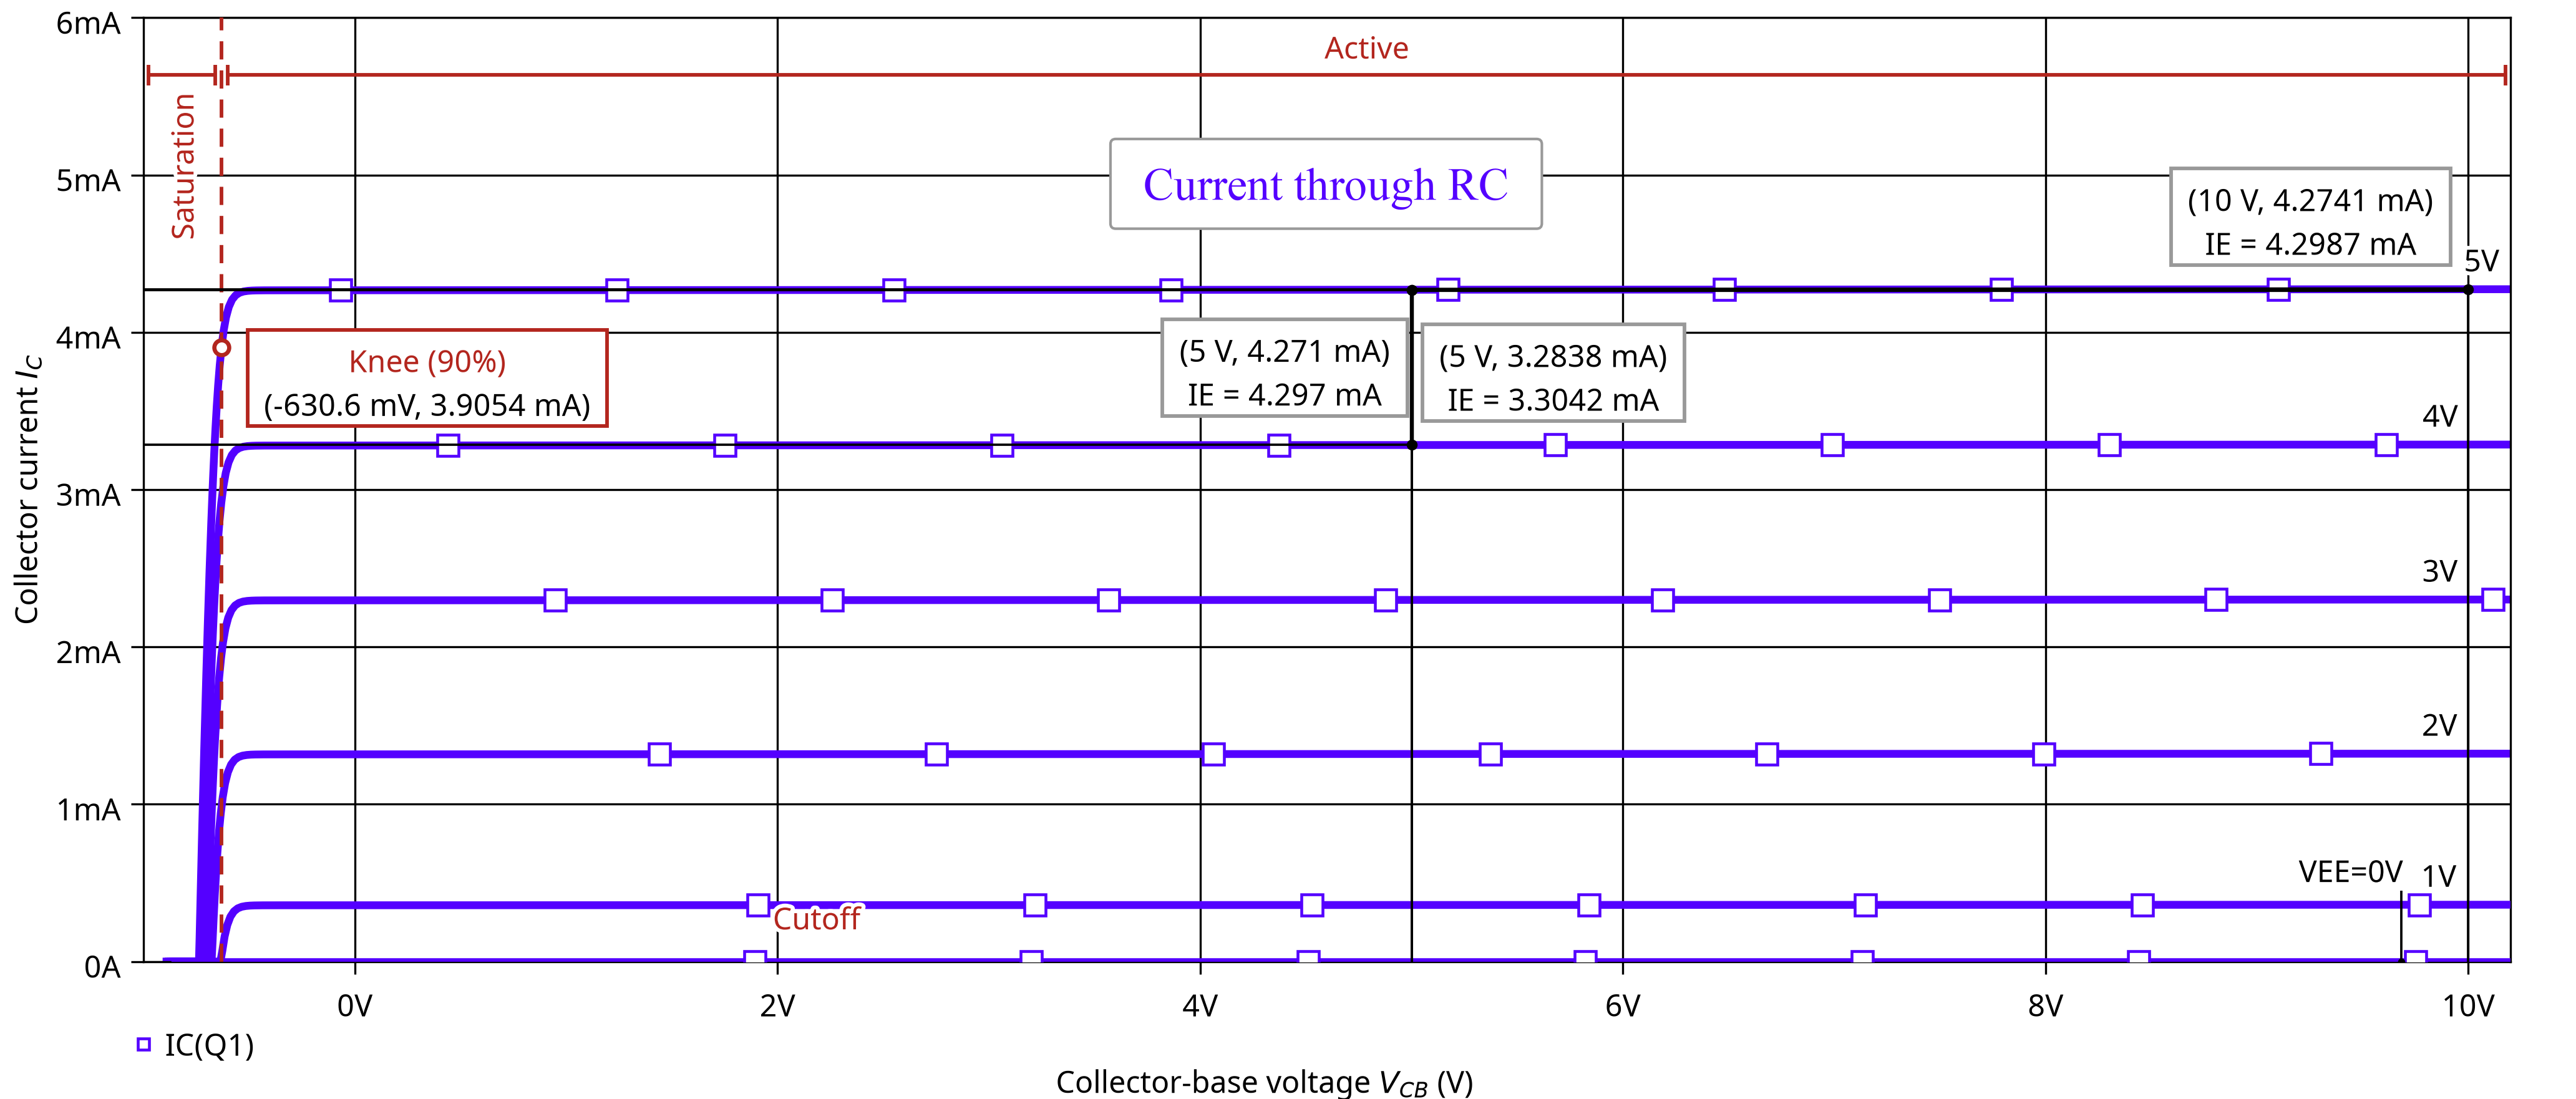 6mA
5mA
4mA
3mA
2mA
1mA
0A
Collector current IC
Saturation
Active
Current through RC
(10 V, 4.2741 mA)
IE = 4.2987 mA
5V
Knee (90%)
(-630.6 mV, 3.9054 mA)
(5 V, 4.271 mA)
IE = 4.297 mA
(5 V, 3.2838 mA)
IE = 3.3042 mA
4V
3V
2V
VEE=0V
1V
Cutoff
0V
2V
4V
6V
8V
10V
IC(Q1)
Collector-base voltage VCB (V)